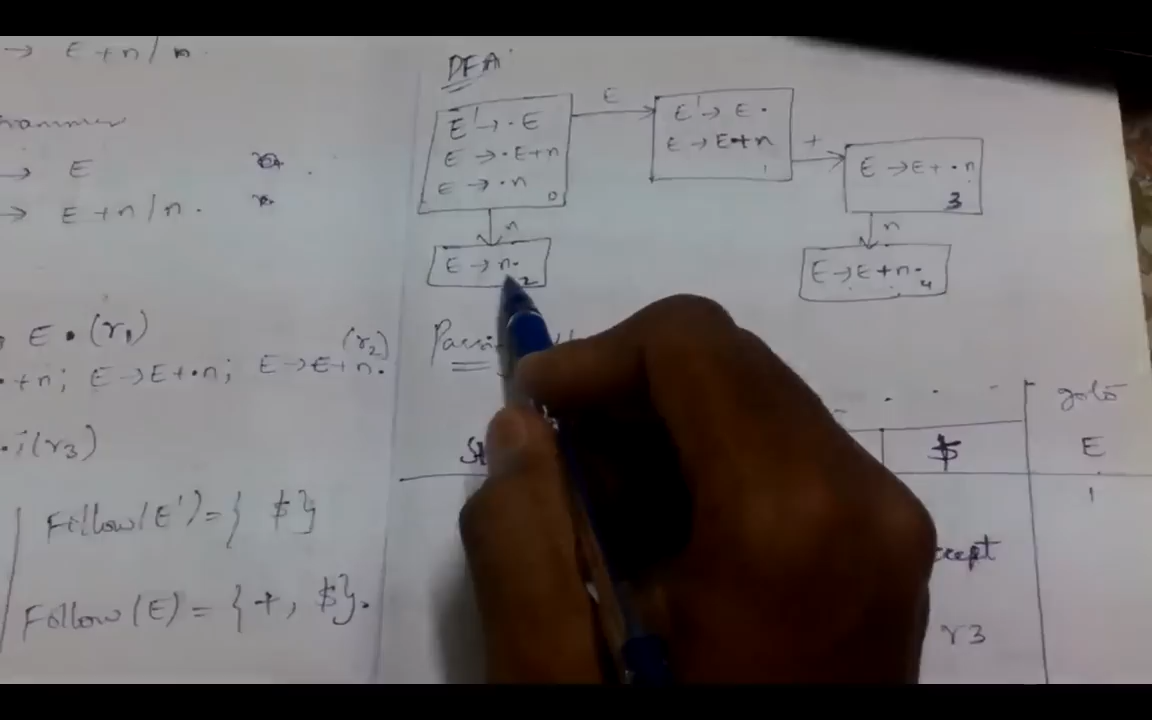 → E + n / n.
→ E
→ E + n / n.
E • (r1)
• + n; E → E + • n; E → E + n • (r2)
• i (r3)
Follow(E') = { $ }
Follow(E) = { +, $ }.
DFA
E' → · E
E → · E + n
E → · n
0
E
E' → E ·
E → E • + n
1
+
E → E + · n
3
n
E → n ·
2
n
E → E + n ·
4
goto
$
E
1
r3